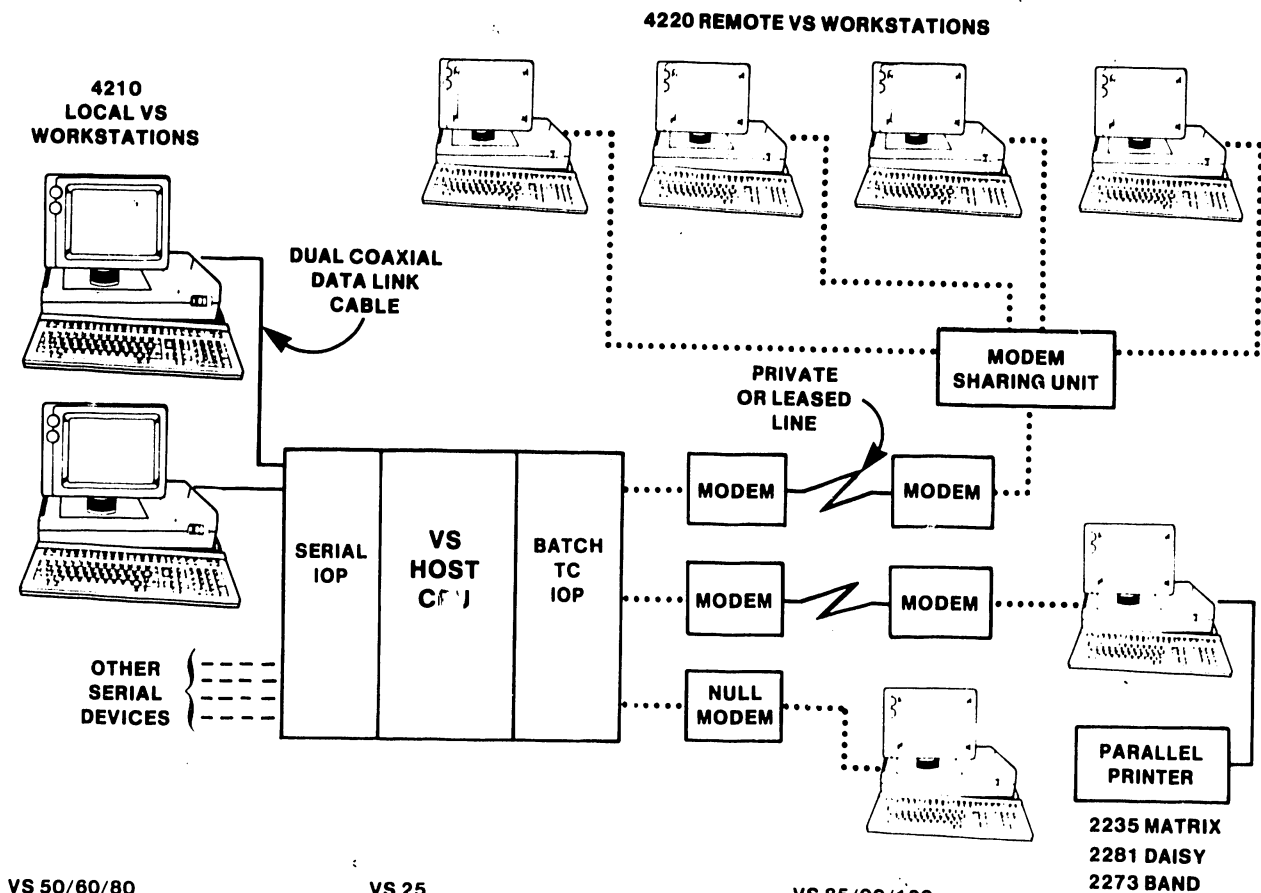 4220 REMOTE VS WORKSTATIONS
4210
LOCAL VS
WORKSTATIONS
DUAL COAXIAL
DATA LINK
CABLE
MODEM
SHARING UNIT
PRIVATE
OR LEASED
LINE
MODEM
MODEM
SERIAL
IOP
VS
HOST
BATCH
TC
IOP
MODEM
MODEM
OTHER
SERIAL
DEVICES
NULL
MODEM
PARALLEL
PRINTER
2235 MATRIX
2281 DAISY
2273 BAND
VS 50/60/80
VS 25